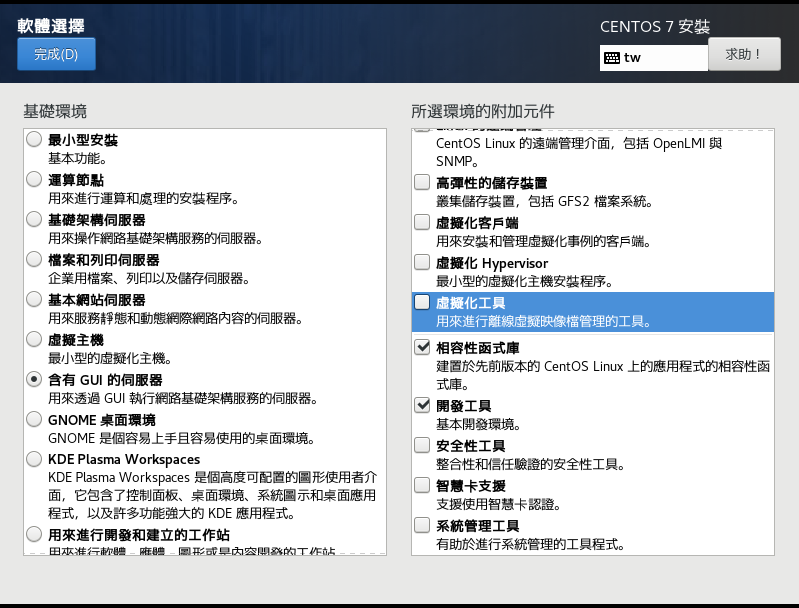 軟體選擇
CENTOS 7 安裝
完成(D)
tw
求助！
基礎環境
最小型安裝
基本功能。
運算節點
用來進行運算和處理的安裝程序。
基礎架構伺服器
用來操作網路基礎架構服務的伺服器。
檔案和列印伺服器
企業用檔案、列印以及儲存伺服器。
基本網站伺服器
用來服務靜態和動態網際網路內容的伺服器。
虛擬主機
最小型的虛擬化主機。
含有 GUI 的伺服器
用來透過 GUI 執行網路基礎架構服務的伺服器。
GNOME 桌面環境
GNOME 是個容易上手且容易使用的桌面環境。
KDE Plasma Workspaces
KDE Plasma Workspaces 是個高度可配置的圖形使用者介
面，它包含了控制面板、桌面環境、系統圖示和桌面應用
程式，以及許多功能強大的 KDE 應用程式。
用來進行開發和建立的工作站
用來進行軟體、應體、圖形或是內容開發的工作站
所選環境的附加元件
CentOS Linux 的遠端管理介面，包括 OpenLMI 與
SNMP。
高彈性的儲存裝置
叢集儲存裝置，包括 GFS2 檔案系統。
虛擬化客戶端
用來安裝和管理虛擬化事例的客戶端。
虛擬化 Hypervisor
最小型的虛擬化主機安裝程序。
虛擬化工具
用來進行離線虛擬映像檔管理的工具。
相容性函式庫
建置於先前版本的 CentOS Linux 上的應用程式的相容性函
式庫。
開發工具
基本開發環境。
安全性工具
整合性和信任驗證的安全性工具。
智慧卡支援
支援使用智慧卡認證。
系統管理工具
有助於進行系統管理的工具程式。